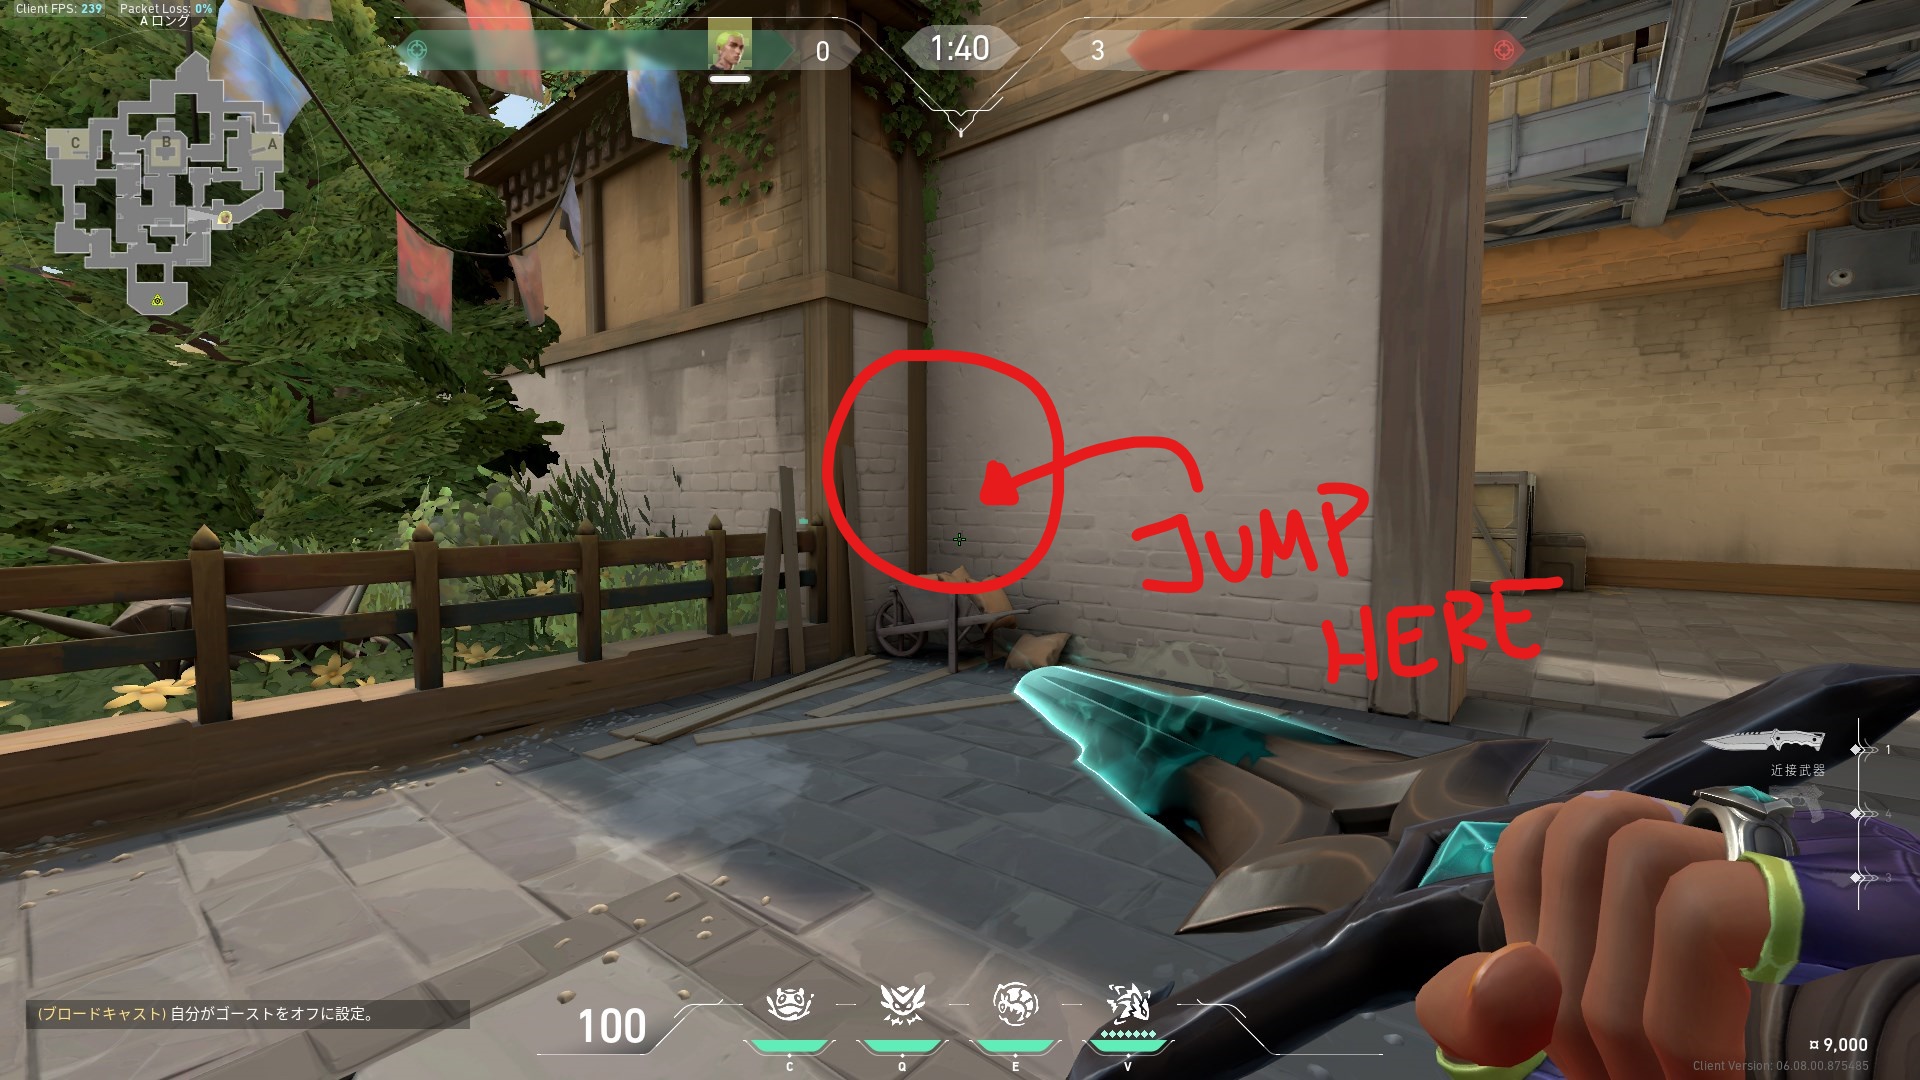 Client FPS: 239 Packet Loss: 0%
A ロング
0
1:40
3
C
B
A
JUMP
HERE
1
近接武器
4
3
(ブロードキャスト) 自分がゴーストをオフに設定。
100
C
Q
E
V
¤ 9,000
Client Version: 06.08.00.875485